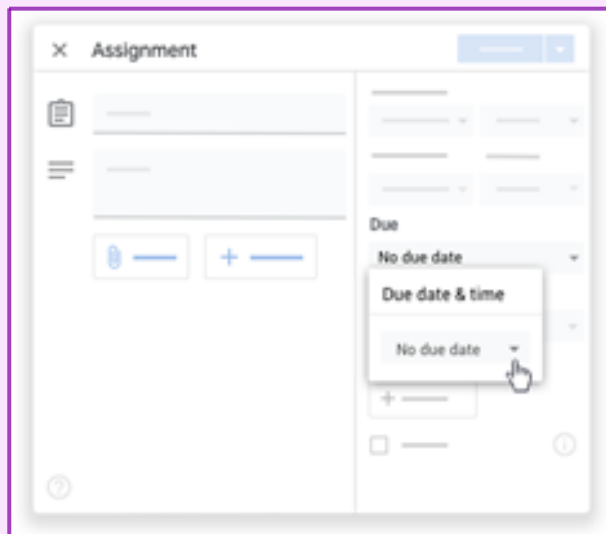 Assignment
Due
No due date
Due date & time
No due date